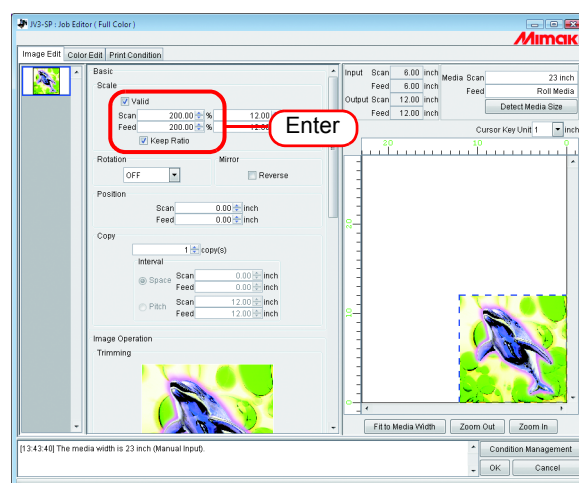 JV3-SP : Job Editor ( Full Color )
Mimaki
Image Edit Color Edit Print Condition
Basic
Scale
Valid
Scan 200.00 % 12.00
Feed 200.00 % 12.00
Keep Ratio
Enter
Rotation Mirror
OFF Reverse
Position
Scan 0.00 inch
Feed 0.00 inch
Copy
1 copy(s)
Interval
Space Scan 0.00 inch
Feed 0.00 inch
Pitch Scan 12.00 inch
Feed 12.00 inch
Image Operation
Trimming
Input Scan 6.00 inch Media Scan 23 inch
Feed 6.00 inch Feed Roll Media
Output Scan 12.00 inch Detect Media Size
Feed 12.00 inch
Cursor Key Unit 1 inch
20 10 0
20
10
0
Fit to Media Width Zoom Out Zoom In
[13:43:40] The media width is 23 inch (Manual Input).
Condition Management
OK Cancel